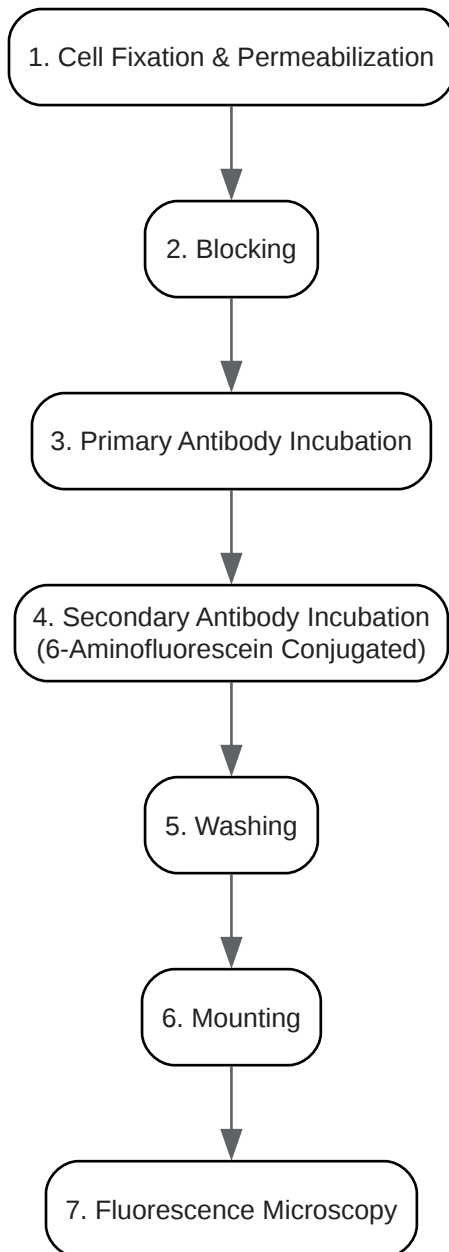 1. Cell Fixation & Permeabilization
2. Blocking
3. Primary Antibody Incubation
4. Secondary Antibody Incubation
(6-Aminofluorescein Conjugated)
5. Washing
6. Mounting
7. Fluorescence Microscopy